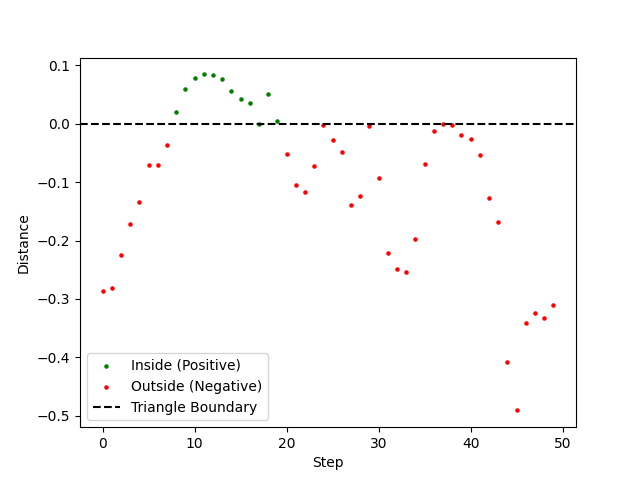 0.1
0.0
−0.1
−0.2
−0.3
−0.4
−0.5
Distance
Inside (Positive)
Outside (Negative)
Triangle Boundary
0 10 20 30 40 50
Step